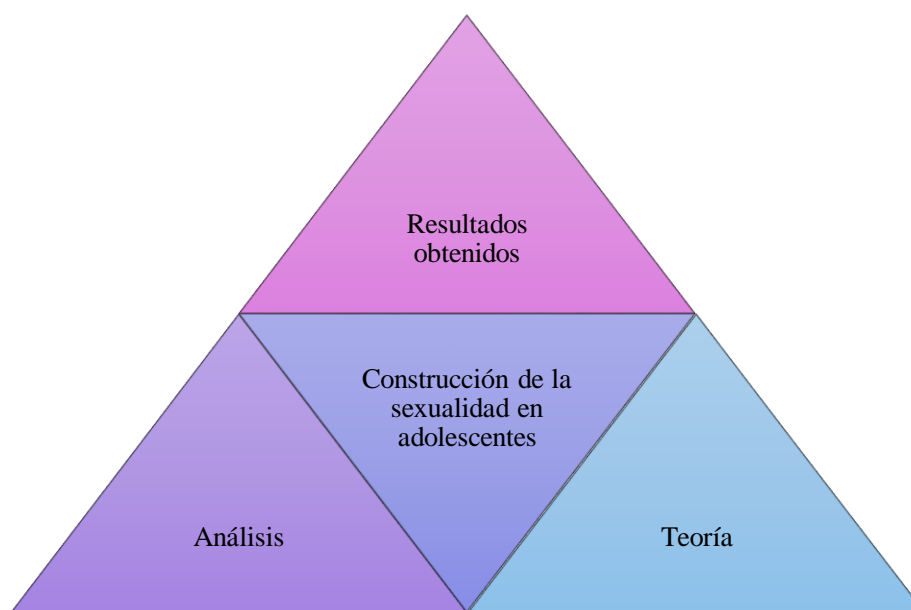 Resultados
obtenidos
Construcción de la
sexualidad en
adolescentes
Análisis
Teoría